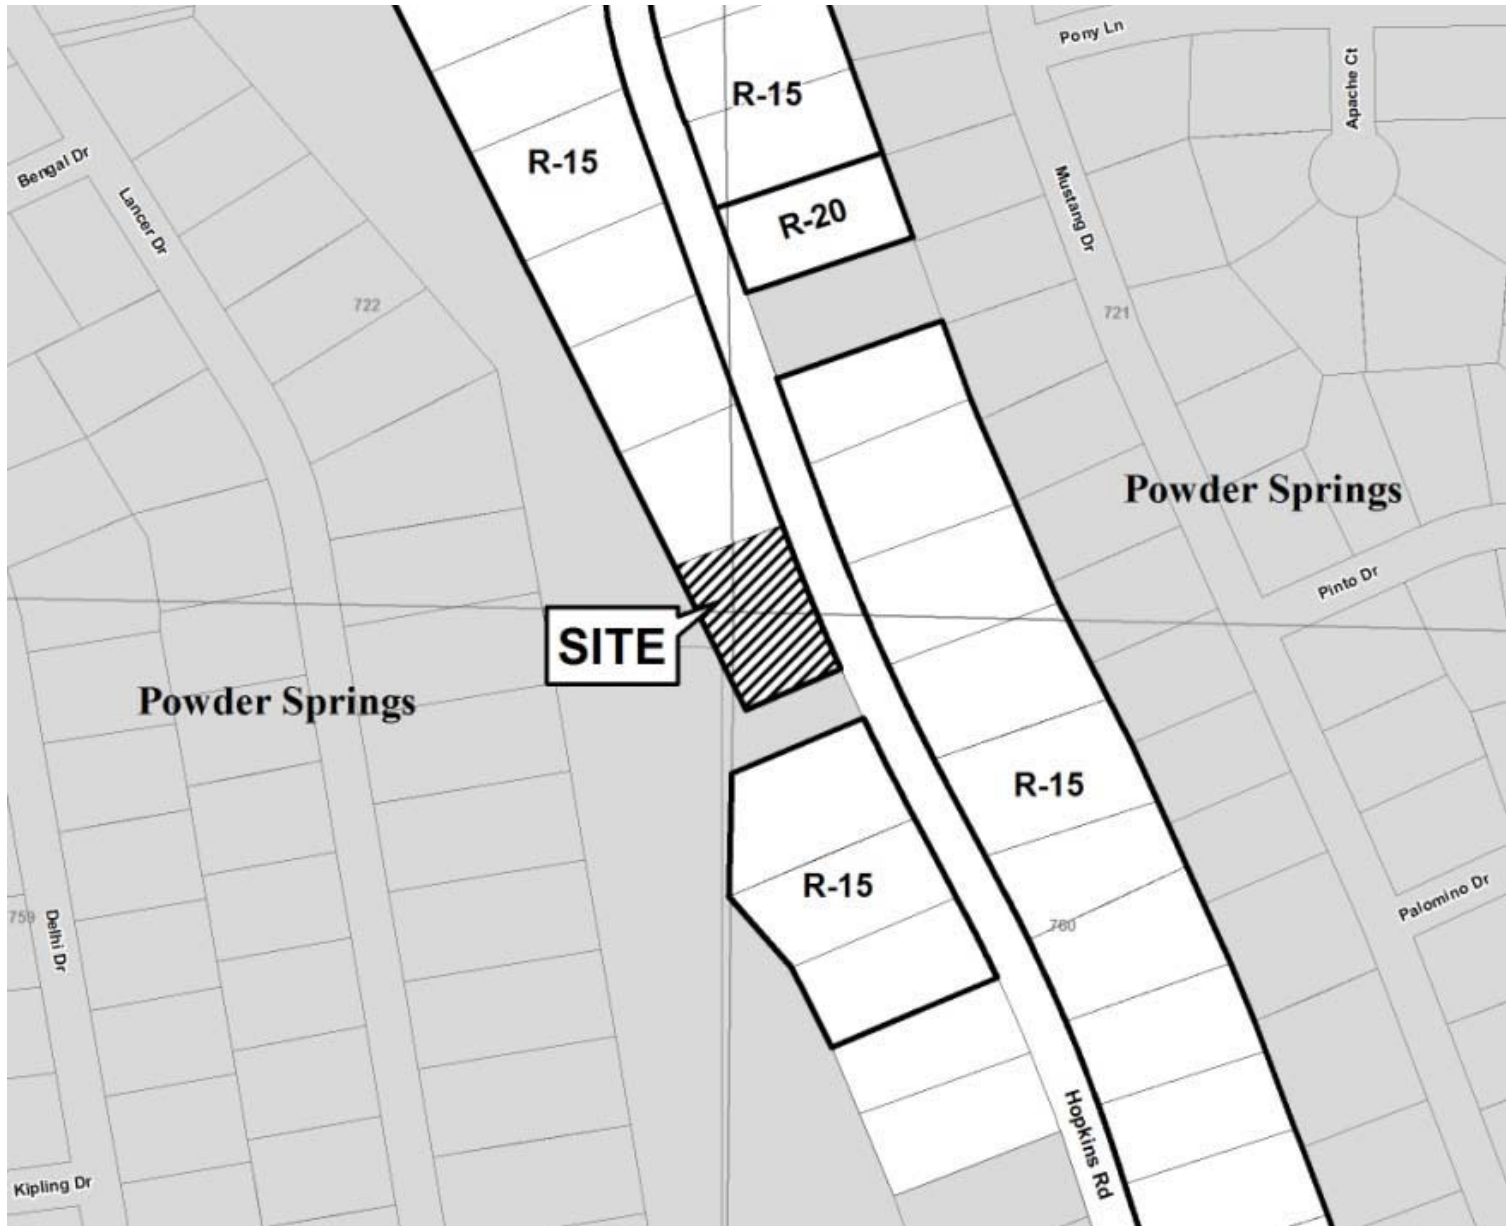 Pony Ln
Apache Ct
R-15
R-15
Bengal Dr
Lancer Dr
Mustang Dr
R-20
722
721
Powder Springs
Pinto Dr
SITE
Powder Springs
R-15
R-15
Palomino Dr
759
Delhi Dr
760
Hopkins Rd
Kipling Dr